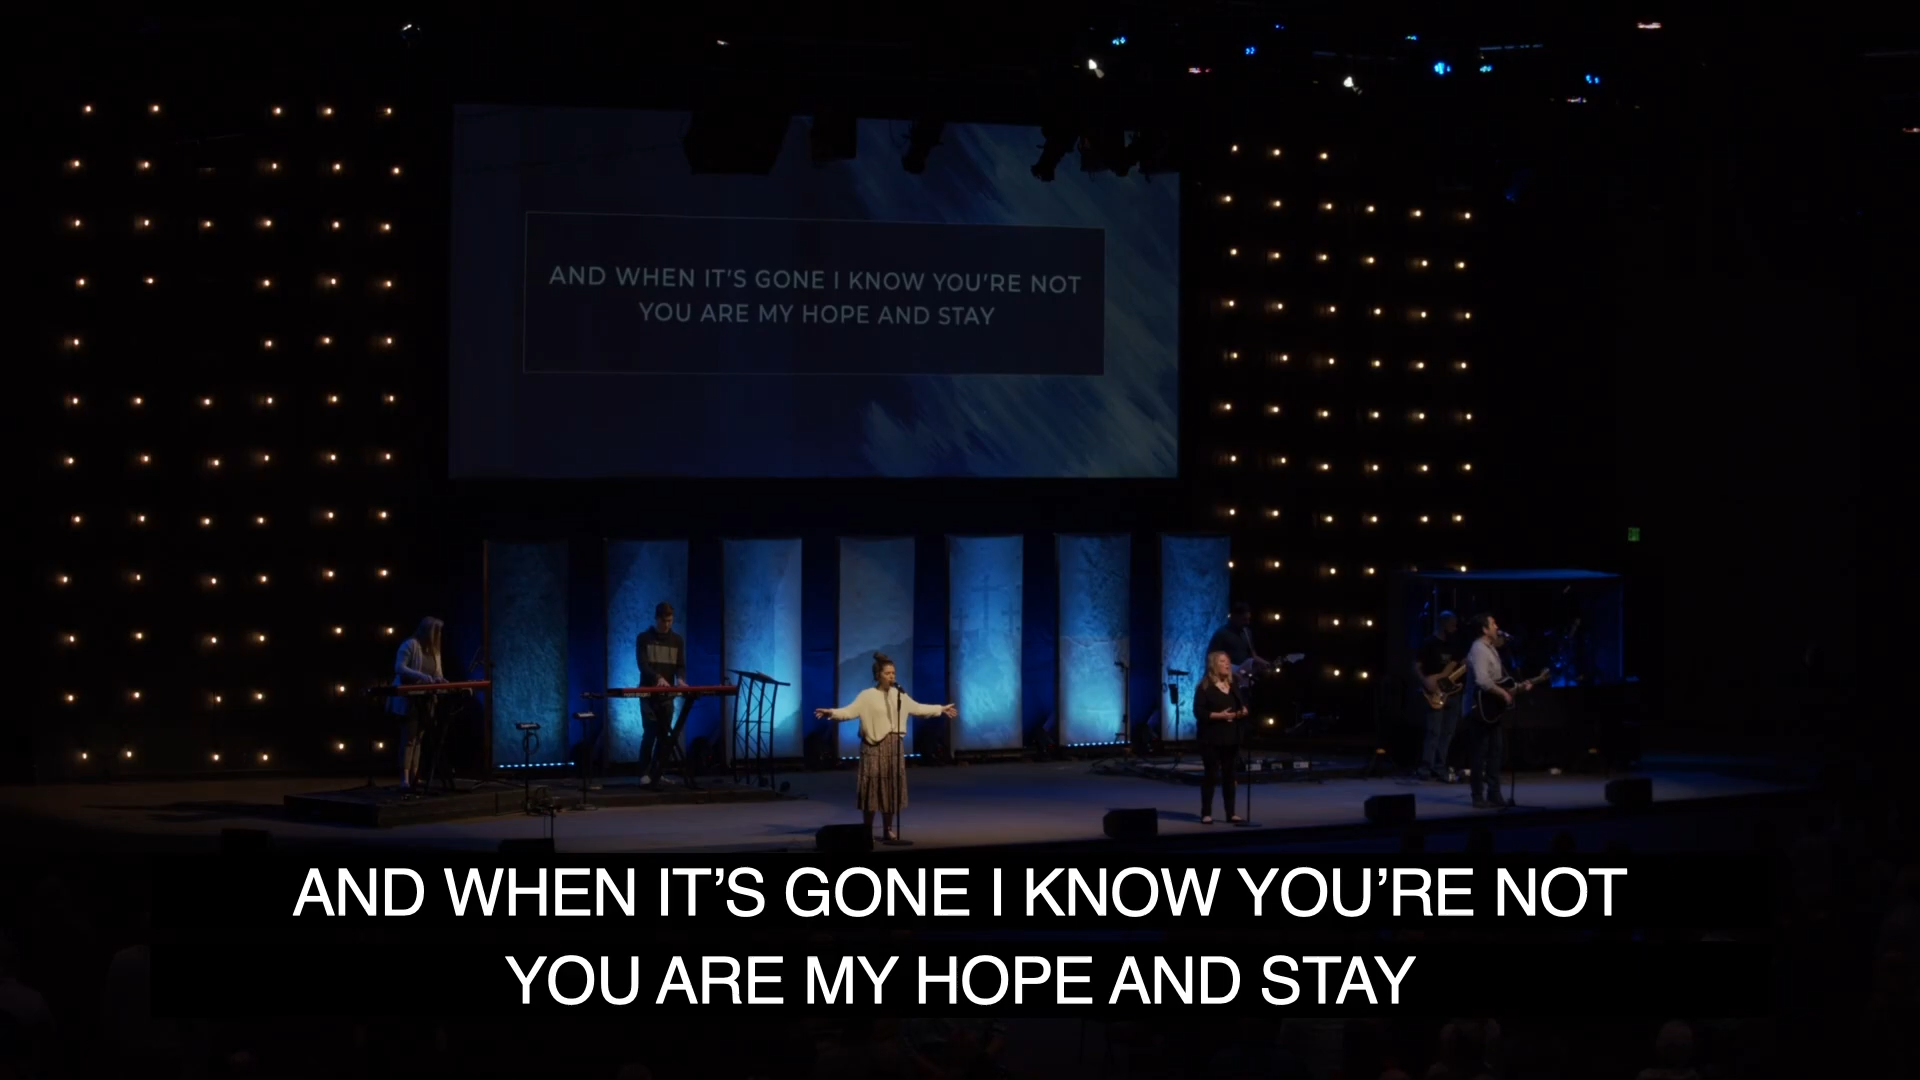 AND WHEN IT'S GONE I KNOW YOU'RE NOT
YOU ARE MY HOPE AND STAY
AND WHEN IT’S GONE I KNOW YOU’RE NOT
YOU ARE MY HOPE AND STAY